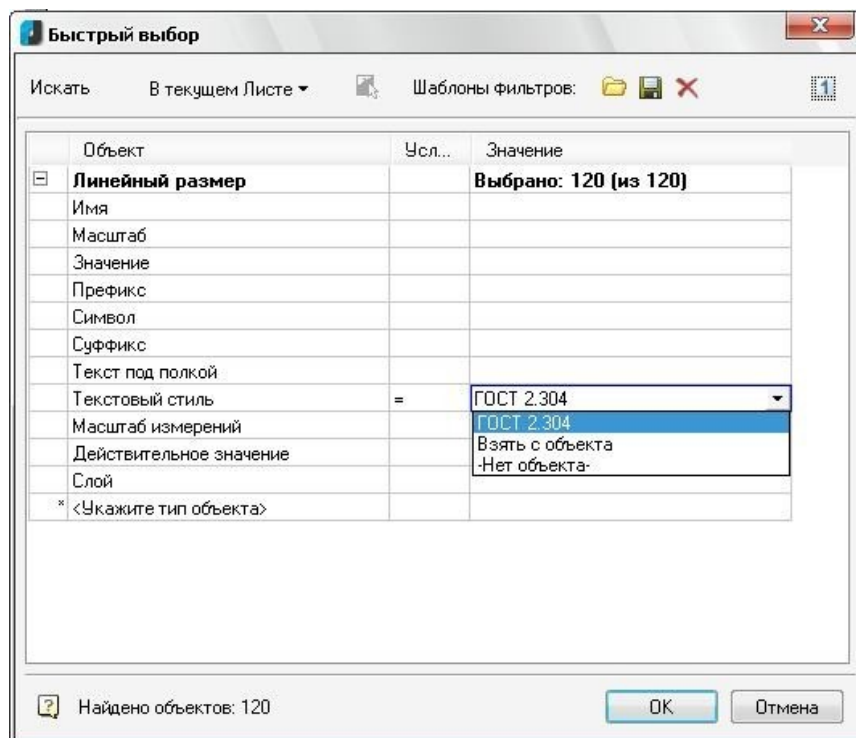 Быстрый выбор
Искать В текущем Листе Шаблоны фильтров: 1
Объект Усл... Значение
Линейный размер Выбрано: 120 (из 120)
Имя
Масштаб
Значение
Префикс
Символ
Суффикс
Текст под полкой
Текстовый стиль = ГОСТ 2.304
Масштаб измерений ГОСТ 2.304
Действительное значение Взять с объекта
-Нет объекта-
Слой
* <Укажите тип объекта>
Найдено объектов: 120 OK Отмена